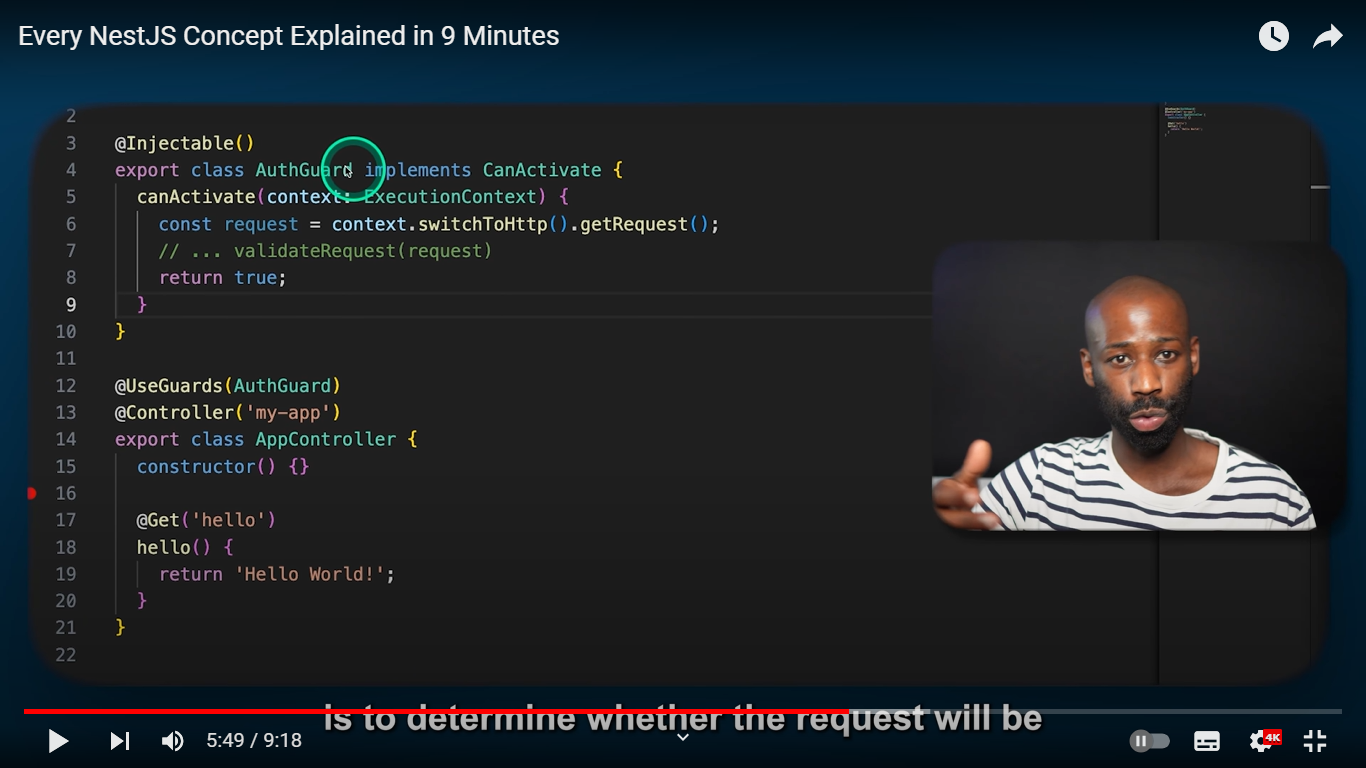 Every NestJS Concept Explained in 9 Minutes
2
3 @Injectable()
4 export class AuthGuard implements CanActivate {
5 canActivate(context: ExecutionContext) {
6 const request = context.switchToHttp().getRequest();
7 // ... validateRequest(request)
8 return true;
9 }
10 }
11
12 @UseGuards(AuthGuard)
13 @Controller('my-app')
14 export class AppController {
15 constructor() {}
16
17 @Get('hello')
18 hello() {
19 return 'Hello World!';
20 }
21 }
22
is to determine whether the request will be
5:49 / 9:18
4K